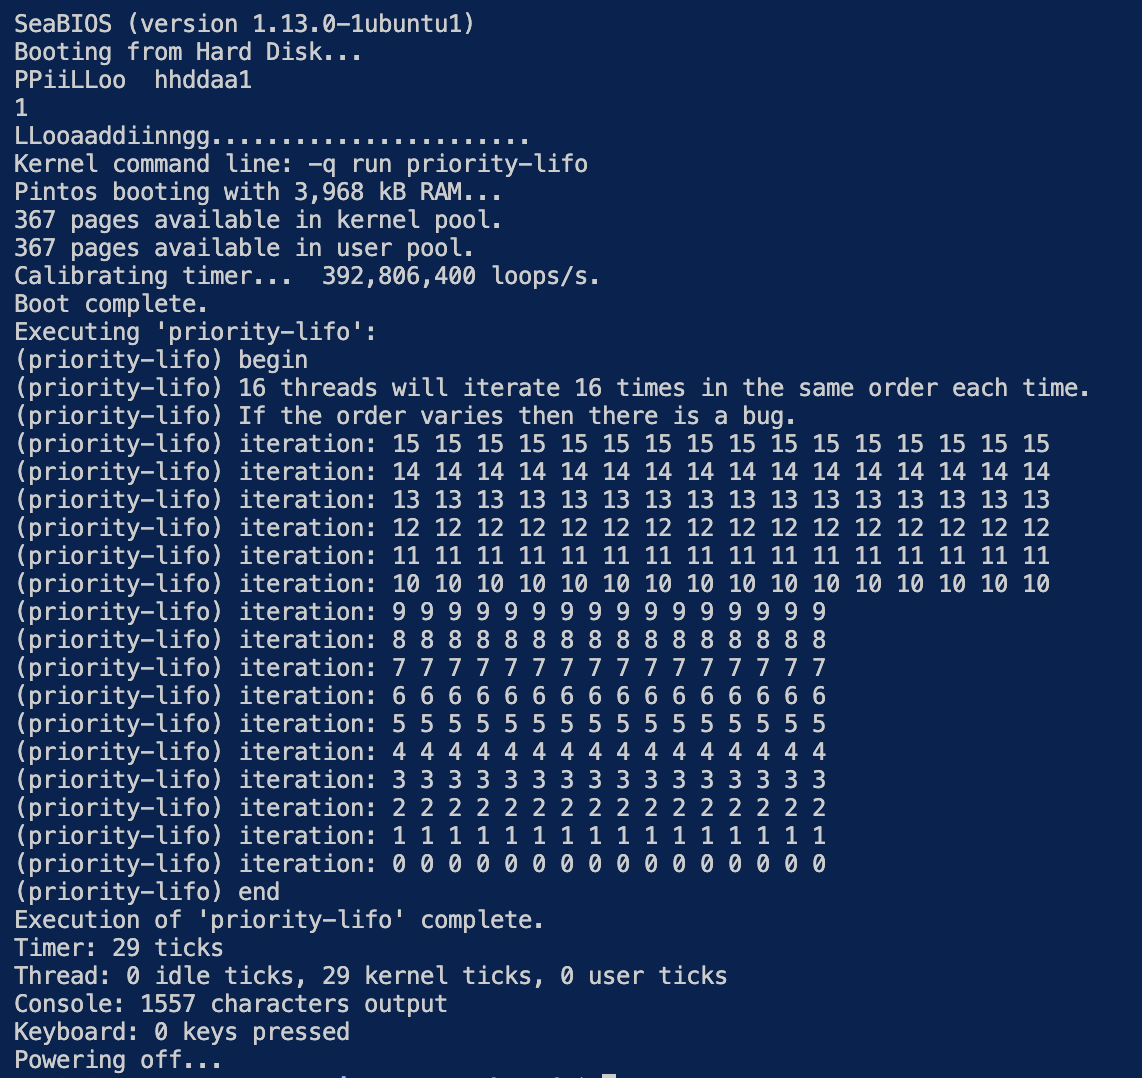 SeaBIOS (version 1.13.0-1ubuntu1)
Booting from Hard Disk...
PPiiLLoo  hhddaa1
1
LLooaaddiinngg.......................
Kernel command line: -q run priority-lifo
Pintos booting with 3,968 kB RAM...
367 pages available in kernel pool.
367 pages available in user pool.
Calibrating timer...  392,806,400 loops/s.
Boot complete.
Executing 'priority-lifo':
(priority-lifo) begin
(priority-lifo) 16 threads will iterate 16 times in the same order each time.
(priority-lifo) If the order varies then there is a bug.
(priority-lifo) iteration: 15 15 15 15 15 15 15 15 15 15 15 15 15 15 15 15
(priority-lifo) iteration: 14 14 14 14 14 14 14 14 14 14 14 14 14 14 14 14
(priority-lifo) iteration: 13 13 13 13 13 13 13 13 13 13 13 13 13 13 13 13
(priority-lifo) iteration: 12 12 12 12 12 12 12 12 12 12 12 12 12 12 12 12
(priority-lifo) iteration: 11 11 11 11 11 11 11 11 11 11 11 11 11 11 11 11
(priority-lifo) iteration: 10 10 10 10 10 10 10 10 10 10 10 10 10 10 10 10
(priority-lifo) iteration: 9 9 9 9 9 9 9 9 9 9 9 9 9 9 9 9
(priority-lifo) iteration: 8 8 8 8 8 8 8 8 8 8 8 8 8 8 8 8
(priority-lifo) iteration: 7 7 7 7 7 7 7 7 7 7 7 7 7 7 7 7
(priority-lifo) iteration: 6 6 6 6 6 6 6 6 6 6 6 6 6 6 6 6
(priority-lifo) iteration: 5 5 5 5 5 5 5 5 5 5 5 5 5 5 5 5
(priority-lifo) iteration: 4 4 4 4 4 4 4 4 4 4 4 4 4 4 4 4
(priority-lifo) iteration: 3 3 3 3 3 3 3 3 3 3 3 3 3 3 3 3
(priority-lifo) iteration: 2 2 2 2 2 2 2 2 2 2 2 2 2 2 2 2
(priority-lifo) iteration: 1 1 1 1 1 1 1 1 1 1 1 1 1 1 1 1
(priority-lifo) iteration: 0 0 0 0 0 0 0 0 0 0 0 0 0 0 0 0
(priority-lifo) end
Execution of 'priority-lifo' complete.
Timer: 29 ticks
Thread: 0 idle ticks, 29 kernel ticks, 0 user ticks
Console: 1557 characters output
Keyboard: 0 keys pressed
Powering off...